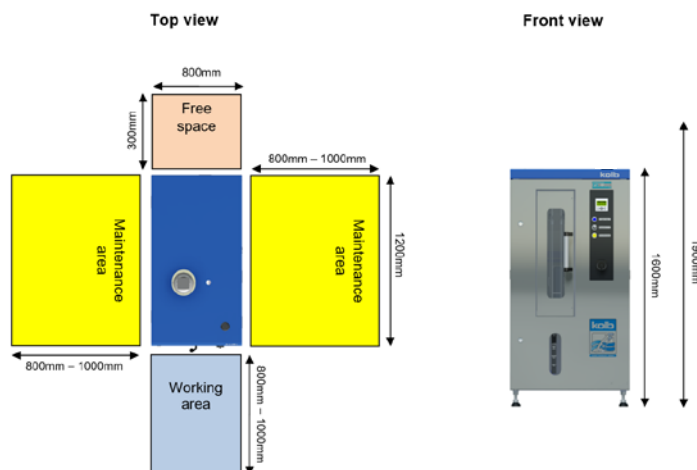 Top view
Front view
800mm
Free
space
300mm
800mm – 1000mm
Maintenance
area
Maintenance
area
1200mm
800mm – 1000mm
Working
area
800mm
– 1000mm
kolb
kolb
1600mm
1900mm